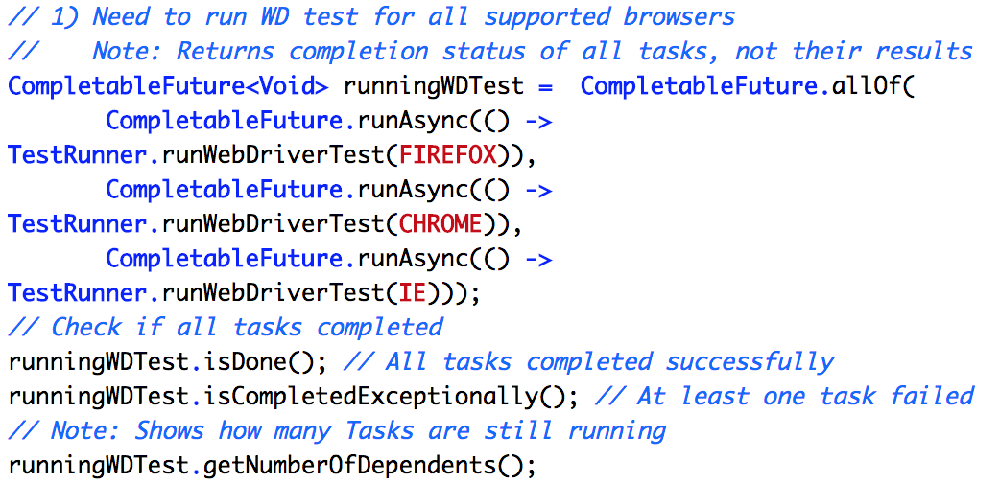 // 1) Need to run WD test for all supported browsers
//    Note: Returns completion status of all tasks, not their results
CompletableFuture<Void> runningWDTest =  CompletableFuture.allOf(
      CompletableFuture.runAsync(() ->
TestRunner.runWebDriverTest(FIREFOX)),
      CompletableFuture.runAsync(() ->
TestRunner.runWebDriverTest(CHROME)),
      CompletableFuture.runAsync(() ->
TestRunner.runWebDriverTest(IE)));
// Check if all tasks completed
runningWDTest.isDone(); // All tasks completed successfully
runningWDTest.isCompletedExceptionally(); // At least one task failed
// Note: Shows how many Tasks are still running
runningWDTest.getNumberOfDependents();